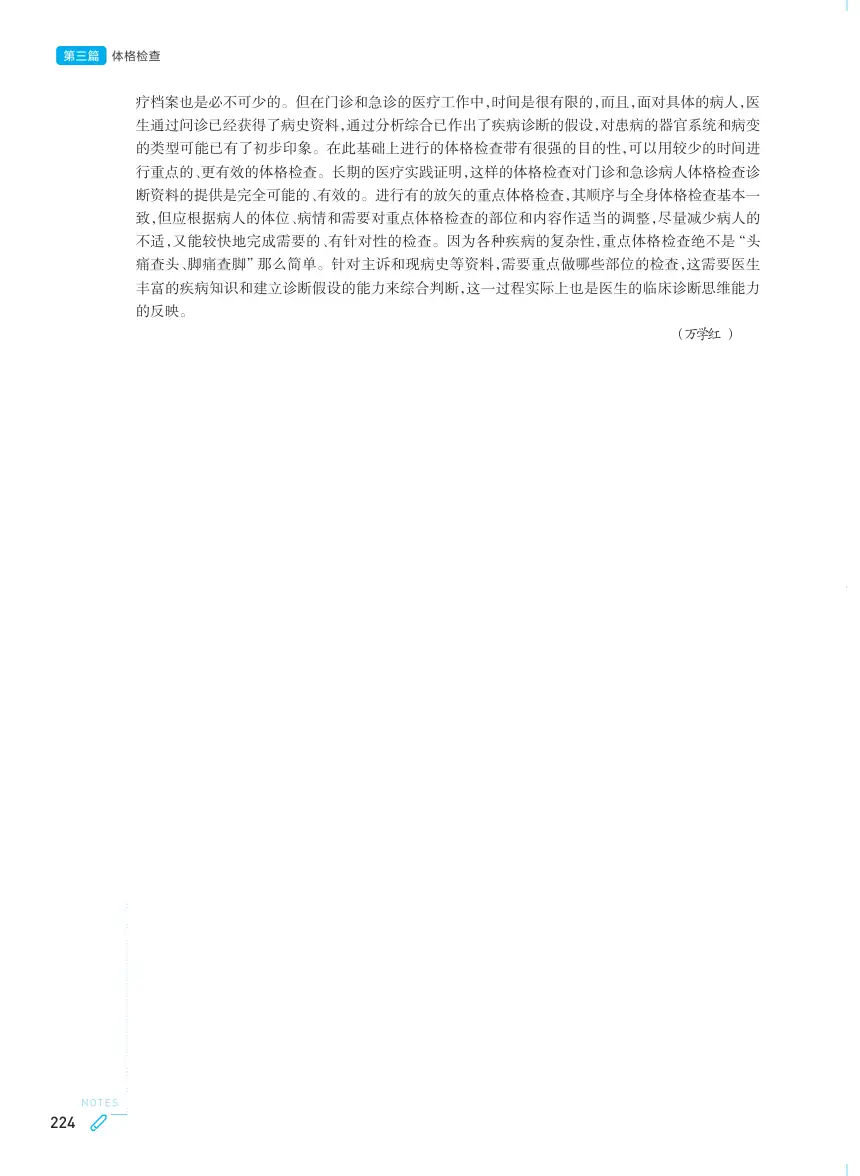 第三篇 体格检查
疗档案也是必不可少的。但在门诊和急诊的医疗工作中,时间是很有限的,而且,面对具体的病人,医
生通过问诊已经获得了病史资料,通过分析综合已作出了疾病诊断的假设,对患病的器官系统和病变
的类型可能已有了初步印象。在此基础上进行的体格检查带有很强的目的性,可以用较少的时间进
行重点的、更有效的体格检查。长期的医疗实践证明,这样的体格检查对门诊和急诊病人体格检查诊
断资料的提供是完全可能的、有效的。进行有的放矢的重点体格检查,其顺序与全身体格检查基本一
致,但应根据病人的体位、病情和需要对重点体格检查的部位和内容作适当的调整,尽量减少病人的
不适,又能较快地完成需要的、有针对性的检查。因为各种疾病的复杂性,重点体格检查绝不是“头
痛查头、脚痛查脚”那么简单。针对主诉和现病史等资料,需要重点做哪些部位的检查,这需要医生
丰富的疾病知识和建立诊断假设的能力来综合判断,这一过程实际上也是医生的临床诊断思维能力
的反映。
(万学红)
NOTES
224